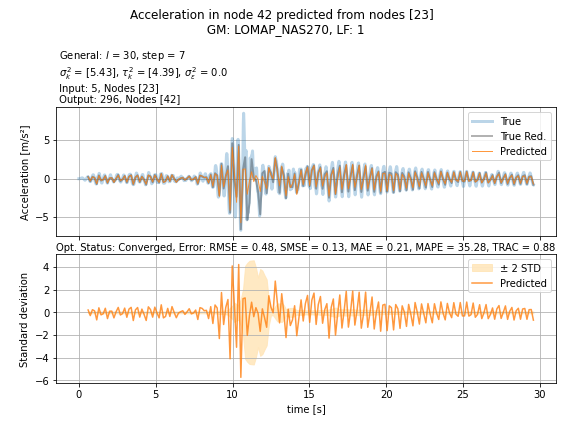 Acceleration in node 42 predicted from nodes [23]
GM: LOMAP_NAS270, LF: 1
General: l = 30, step = 7
σ²ₖ = [5.43], τ²ₖ = [4.39], σ²ε = 0.0
Input: 5, Nodes [23]
Output: 296, Nodes [42]
Acceleration [m/s²]
5
0
−5
True
True Red.
Predicted
Opt. Status: Converged, Error: RMSE = 0.48, SMSE = 0.13, MAE = 0.21, MAPE = 35.28, TRAC = 0.88
Standard deviation
4
2
0
−2
−4
−6
± 2 STD
Predicted
0 5 10 15 20 25 30
time [s]